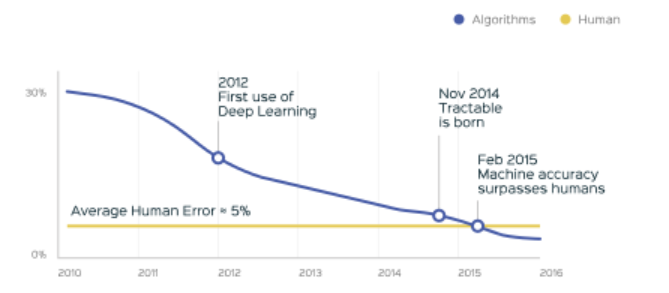 Algorithms Human
30%
2012
First use of
Deep Learning
Nov 2014
Tractable
is born
Feb 2015
Machine accuracy
surpasses humans
Average Human Error ≈ 5%
0%
2010 2011 2012 2013 2014 2015 2016